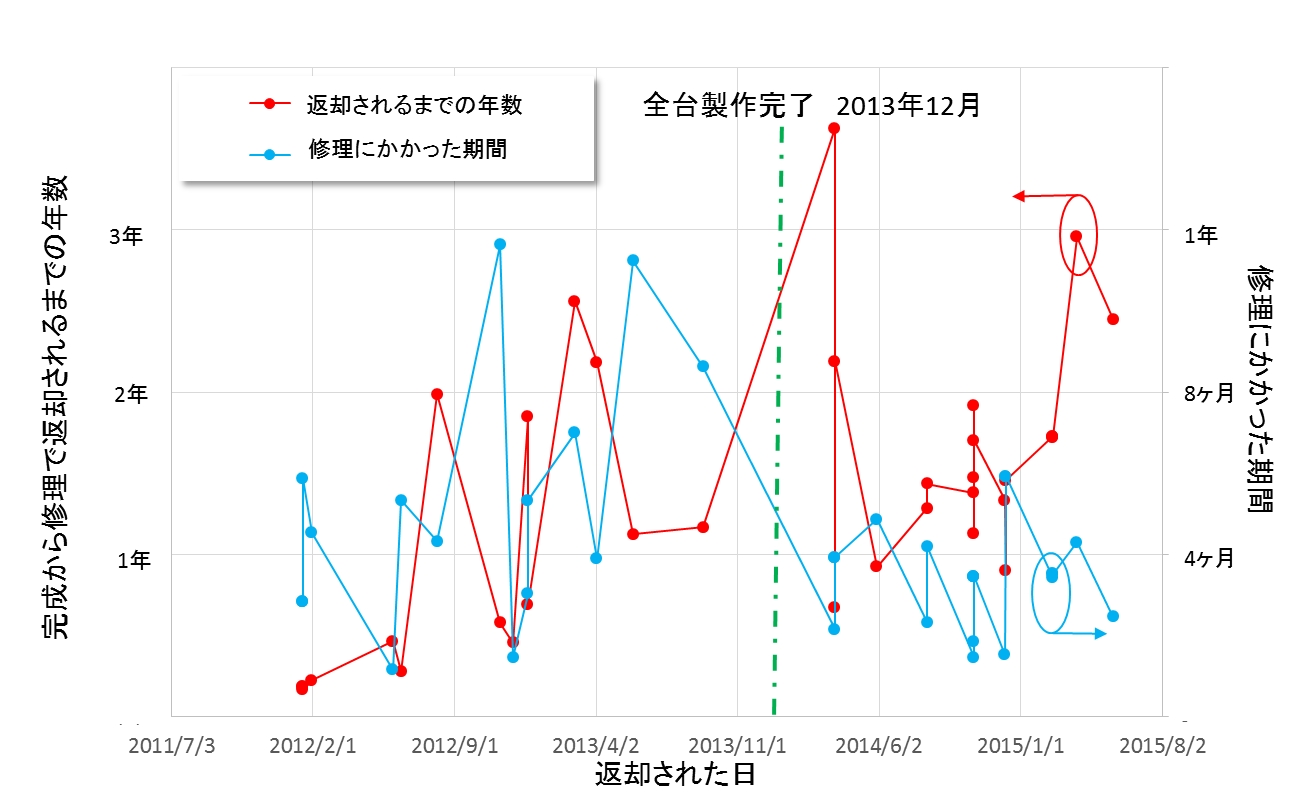 返却されるまでの年数
修理にかかった期間
全台製作完了　2013年12月
完成から修理で返却されるまでの年数
3年
2年
1年
1年
8ヶ月
4ヶ月
-
修理にかかった期間
2011/7/3
2012/2/1
2012/9/1
2013/4/2
2013/11/1
2014/6/2
2015/1/1
2015/8/2
返却された日